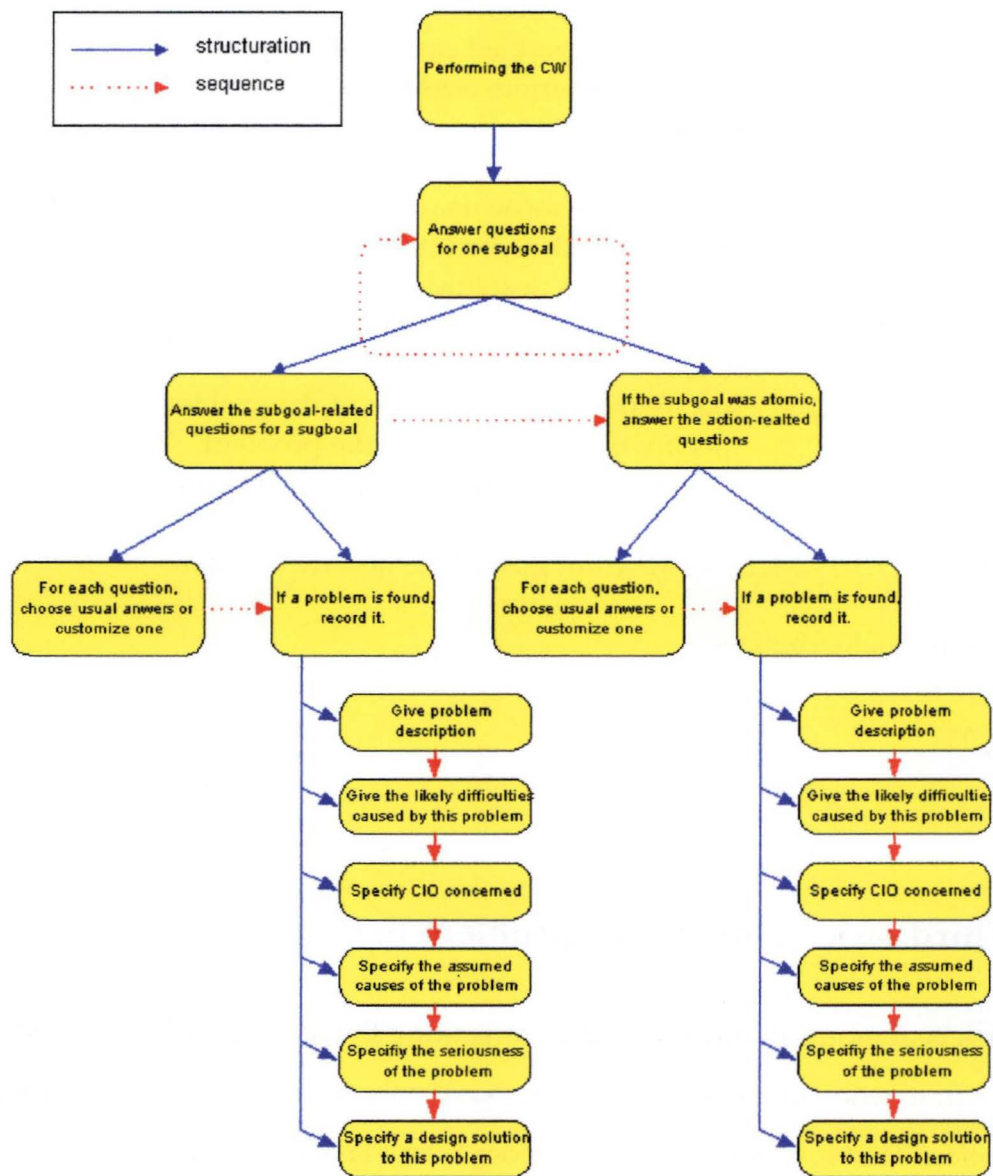 structuration
sequence
Performing the CW
Answer questions
for one subgoal
Answer the subgoal-related
questions for a sugboal
If the subgoal was atomic,
answer the action-realted
questions
For each question,
choose usual anwers or
customize one
If a problem is found,
record it.
For each question,
choose usual anwers or
customize one
If a problem is found,
record it.
Give problem
description
Give the likely difficulties
caused by this problem
Specify CIO concerned
Specify the assumed
causes of the problem
Specifiy the seriousness
of the problem
Specify a design solution
to this problem
Give problem
description
Give the likely difficulties
caused by this problem
Specify CIO concerned
Specify the assumed
causes of the problem
Specifiy the seriousness
of the problem
Specify a design solution
to this problem